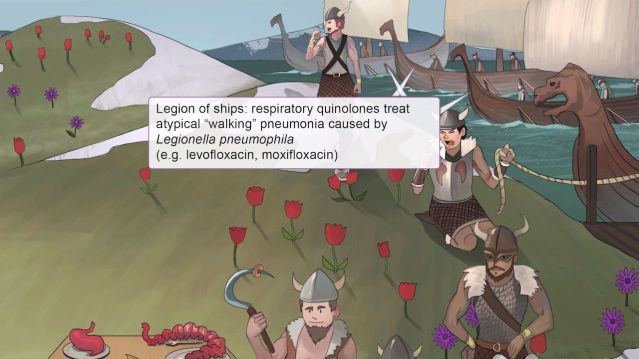 Legion of ships: respiratory quinolones treat
atypical “walking” pneumonia caused by
Legionella pneumophila
(e.g. levofloxacin, moxifloxacin)